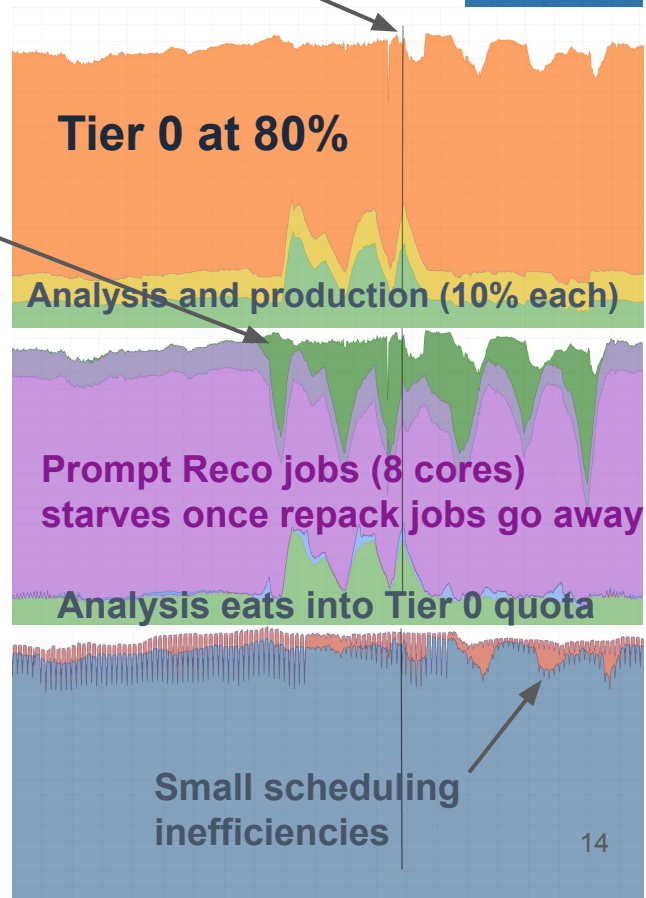 Tier 0 at 80%
Analysis and production (10% each)
Prompt Reco jobs (8 cores)
starves once repack jobs go away
Analysis eats into Tier 0 quota
Small scheduling
inefficiencies
14